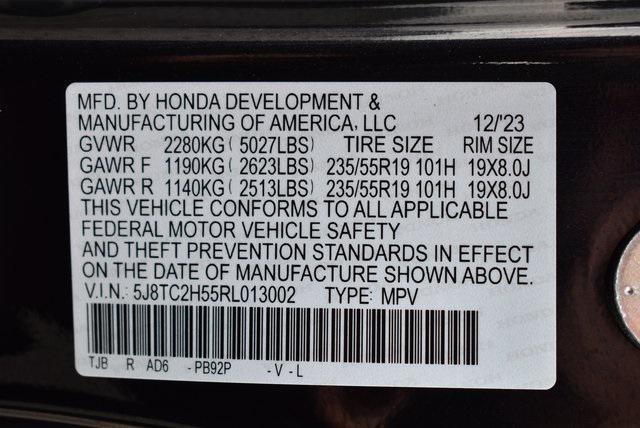 MFD. BY HONDA DEVELOPMENT &
MANUFACTURING OF AMERICA, LLC 12/'23
GVWR 2280KG ( 5027LBS) TIRE SIZE RIM SIZE
GAWR F 1190KG ( 2623LBS) 235/55R19 101H 19X8.0J
GAWR R 1140KG ( 2513LBS) 235/55R19 101H 19X8.0J
THIS VEHICLE CONFORMS TO ALL APPLICABLE
FEDERAL MOTOR VEHICLE SAFETY
AND THEFT PREVENTION STANDARDS IN EFFECT
ON THE DATE OF MANUFACTURE SHOWN ABOVE.
V.I.N.: 5J8TC2H55RL013002 TYPE: MPV
TJB R AD6 -PB92P -V-L